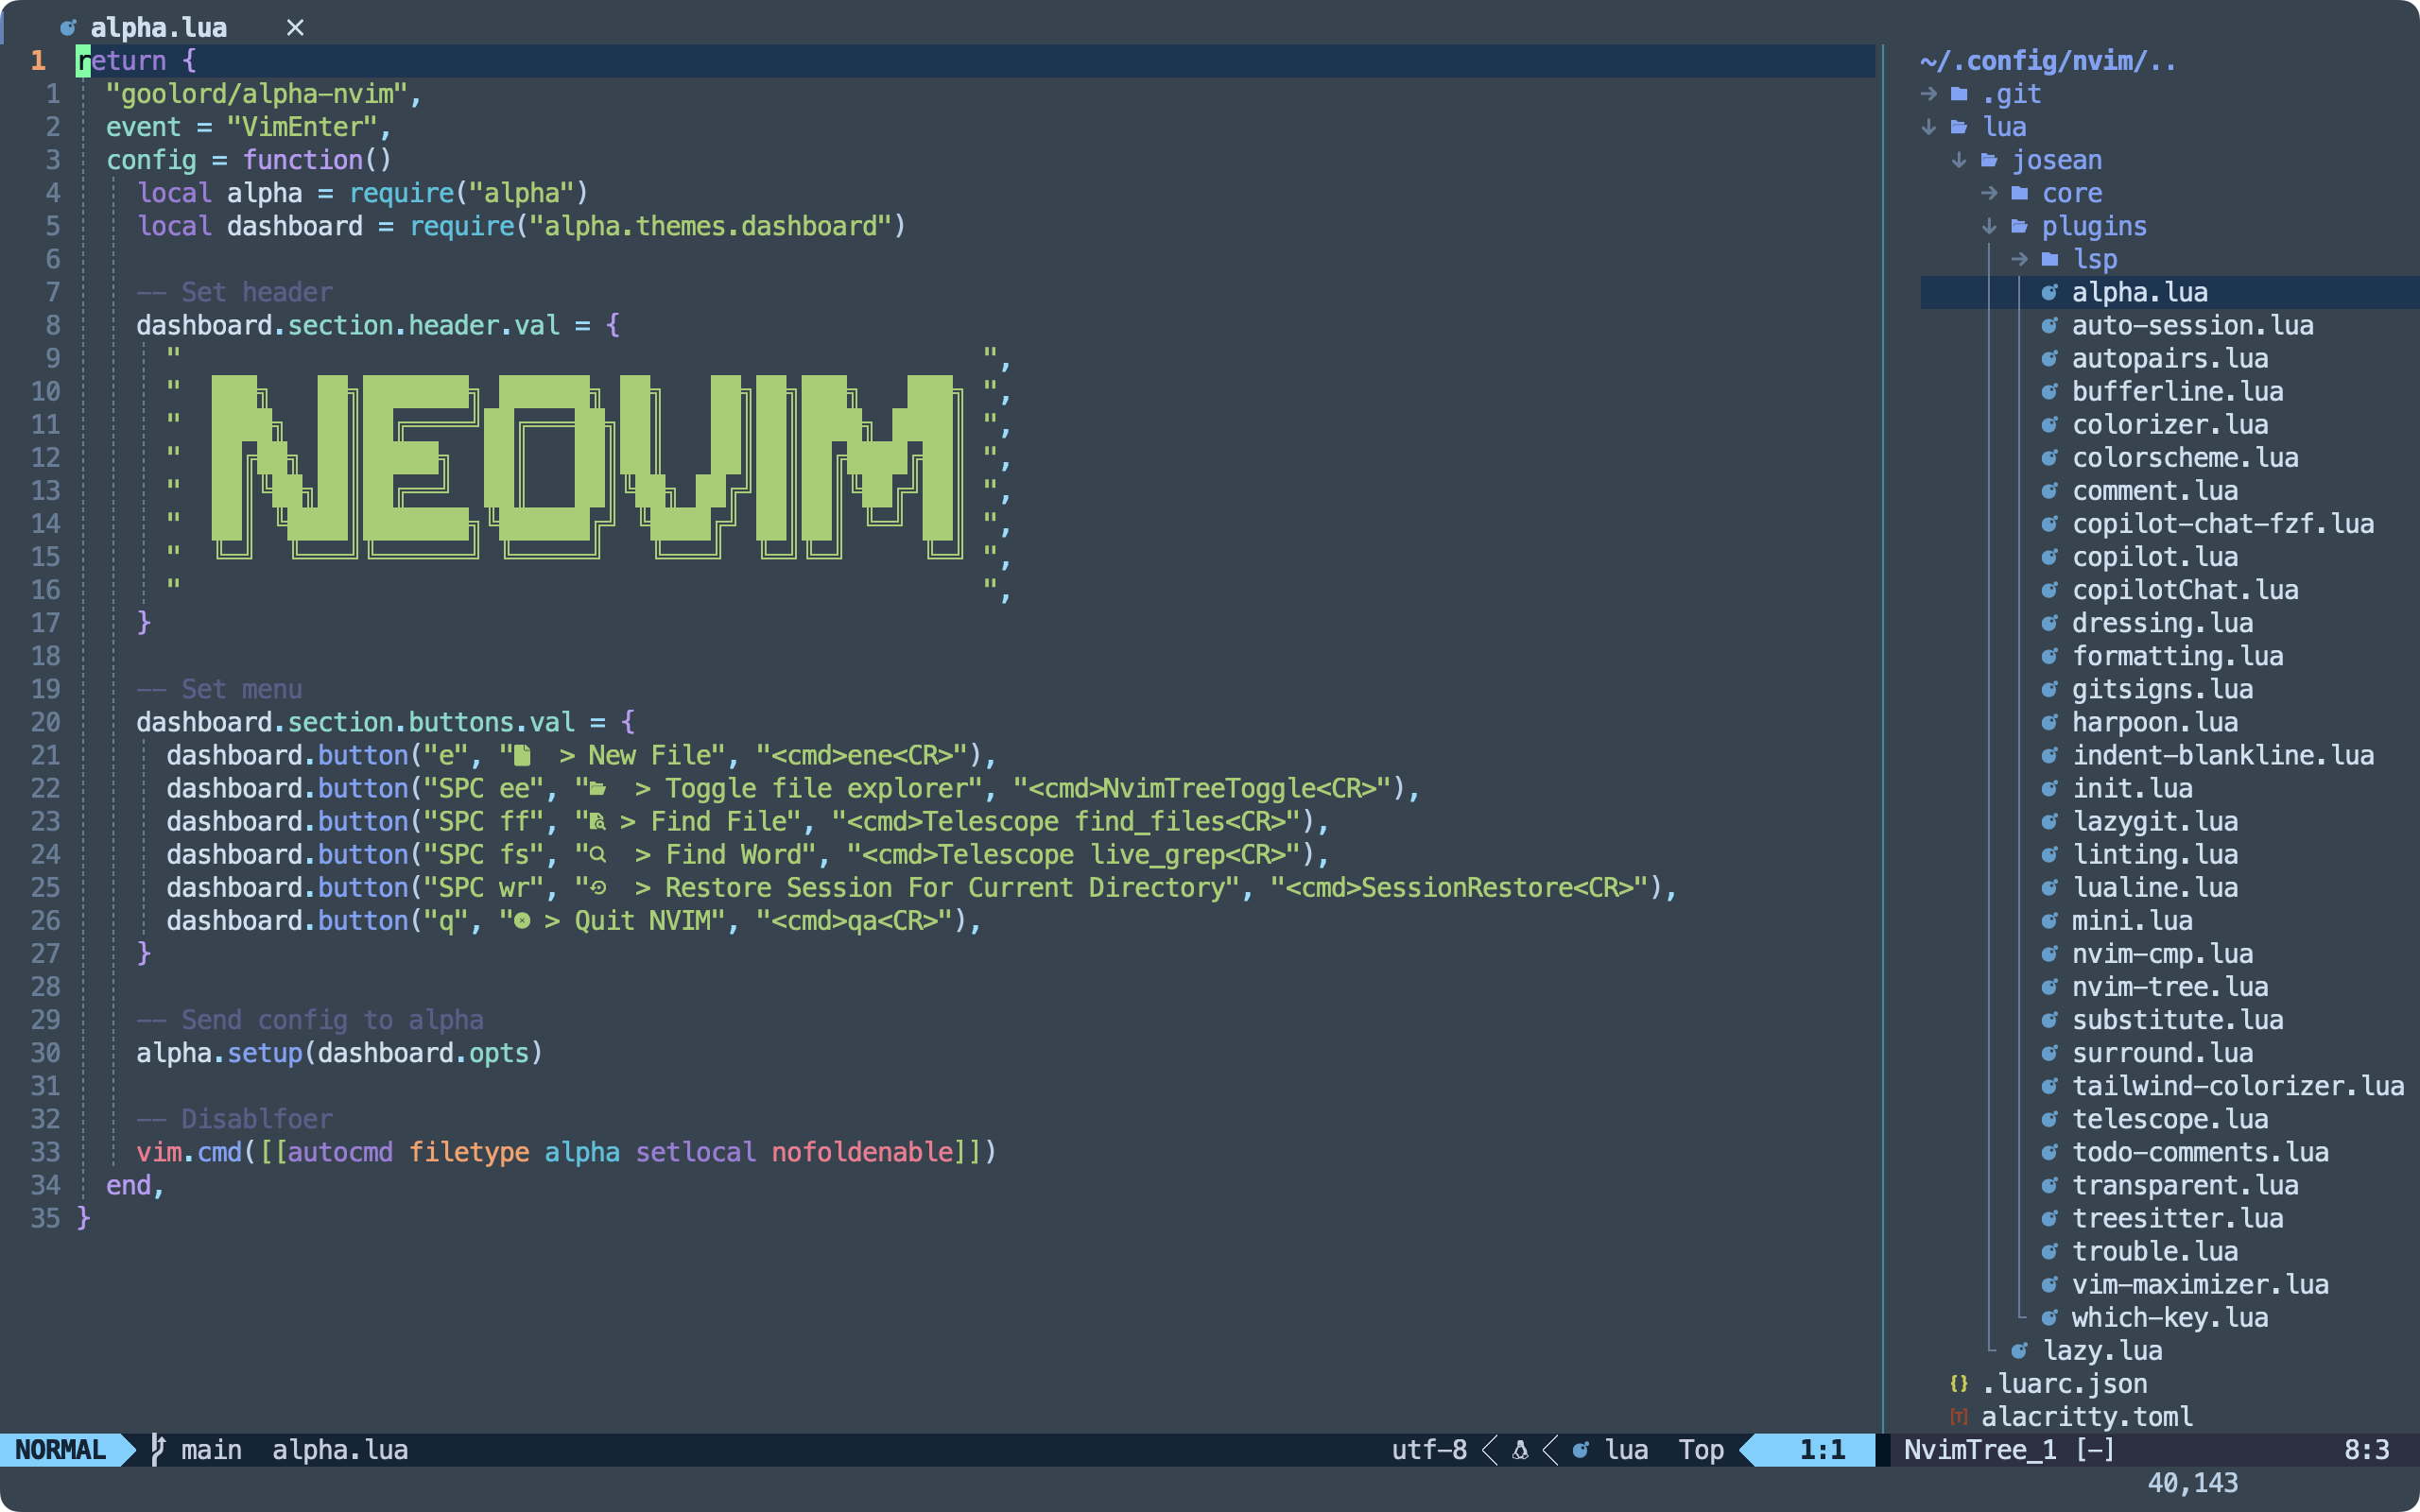 alpha.lua ×
1 return {
1 "goolord/alpha-nvim",
2 event = "VimEnter",
3 config = function()
4 local alpha = require("alpha")
5 local dashboard = require("alpha.themes.dashboard")
6
7 -- Set header
8 dashboard.section.header.val = {
9 " ",
10 " ███╗   ██╗███████╗ ██████╗ ██╗   ██╗██╗███╗   ███╗ ",
11 " ████╗  ██║██╔════╝██╔═══██╗██║   ██║██║████╗ ████║ ",
12 " ██╔██╗ ██║█████╗  ██║   ██║██║   ██║██║██╔████╔██║ ",
13 " ██║╚██╗██║██╔══╝  ██║   ██║╚██╗ ██╔╝██║██║╚██╔╝██║ ",
14 " ██║ ╚████║███████╗╚██████╔╝ ╚████╔╝ ██║██║ ╚═╝ ██║ ",
15 " ╚═╝  ╚═══╝╚══════╝ ╚═════╝   ╚═══╝  ╚═╝╚═╝     ╚═╝ ",
16 " ",
17 }
18
19 -- Set menu
20 dashboard.section.buttons.val = {
21 dashboard.button("e", "  > New File", "<cmd>ene<CR>"),
22 dashboard.button("SPC ee", "  > Toggle file explorer", "<cmd>NvimTreeToggle<CR>"),
23 dashboard.button("SPC ff", " > Find File", "<cmd>Telescope find_files<CR>"),
24 dashboard.button("SPC fs", "  > Find Word", "<cmd>Telescope live_grep<CR>"),
25 dashboard.button("SPC wr", "  > Restore Session For Current Directory", "<cmd>SessionRestore<CR>"),
26 dashboard.button("q", " > Quit NVIM", "<cmd>qa<CR>"),
27 }
28
29 -- Send config to alpha
30 alpha.setup(dashboard.opts)
31
32 -- Disablfoer
33 vim.cmd([[autocmd filetype alpha setlocal nofoldenable]])
34 end,
35 }
~/.config/nvim/..
.git
lua
josean
core
plugins
lsp
alpha.lua
auto-session.lua
autopairs.lua
bufferline.lua
colorizer.lua
colorscheme.lua
comment.lua
copilot-chat-fzf.lua
copilot.lua
copilotChat.lua
dressing.lua
formatting.lua
gitsigns.lua
harpoon.lua
indent-blankline.lua
init.lua
lazygit.lua
linting.lua
lualine.lua
mini.lua
nvim-cmp.lua
nvim-tree.lua
substitute.lua
surround.lua
tailwind-colorizer.lua
telescope.lua
todo-comments.lua
transparent.lua
treesitter.lua
trouble.lua
vim-maximizer.lua
which-key.lua
lazy.lua
{} .luarc.json
[T] alacritty.toml
NORMAL main alpha.lua utf-8 lua Top 1:1 NvimTree_1 [-] 8:3
40,143